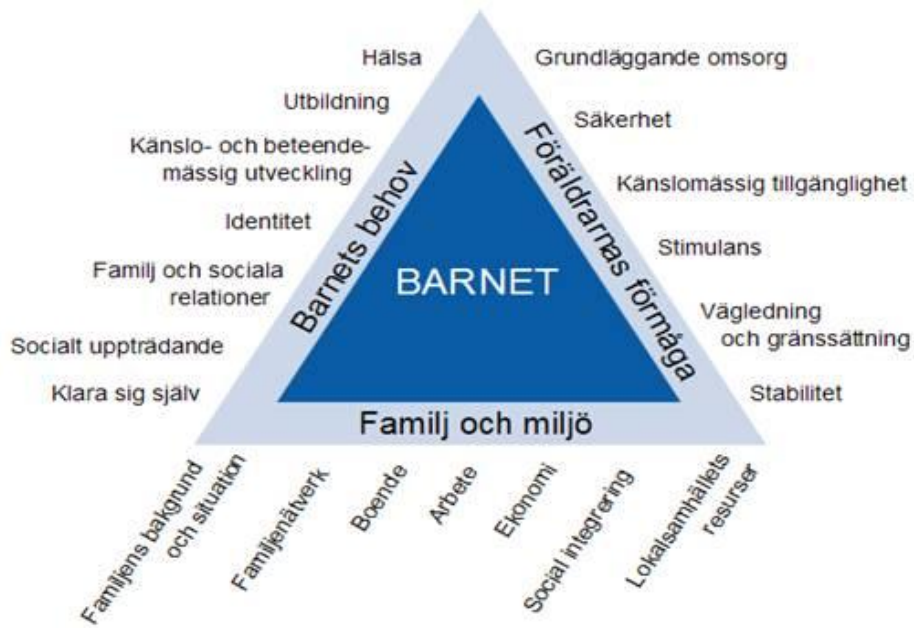 Hälsa
Utbildning
Känslo- och beteende-
mässig utveckling
Identitet
Familj och sociala
relationer
Socialt uppträdande
Klara sig själv
Barnets behov
BARNET
Föräldrarnas förmåga
Grundläggande omsorg
Säkerhet
Känslomässig tillgänglighet
Stimulans
Vägledning
och gränssättning
Stabilitet
Familj och miljö
Familjens bakgrund
och situation
Familjenätverk
Boende
Arbete
Ekonomi
Social integrering
Lokalsamhällets
resurser